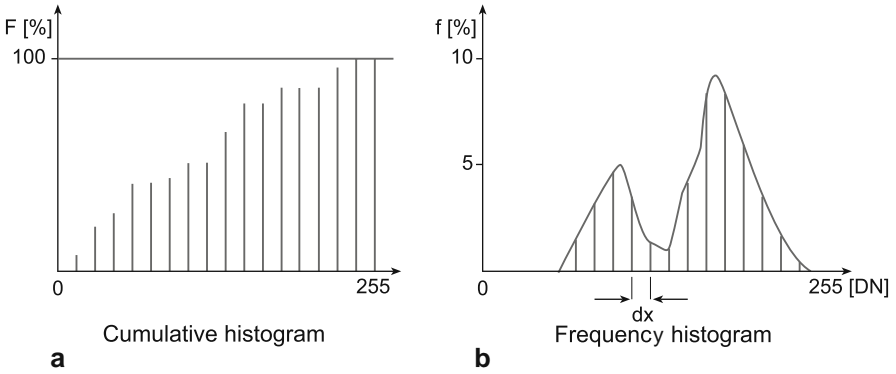 F [%]
100
0
255
Cumulative histogram
a
f [%]
10
5
0
255 [DN]
dx
Frequency histogram
b